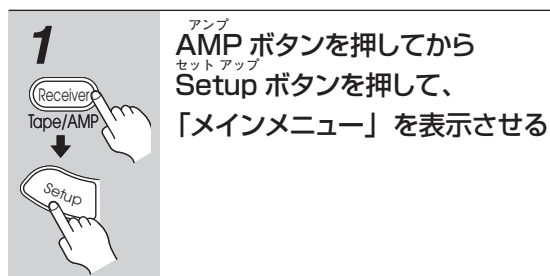 1
Receiver
Tape/AMP
Setup
アンプ
AMP ボタンを押してから
セットアップ
Setup ボタンを押して、
「メインメニュー」を表示させる